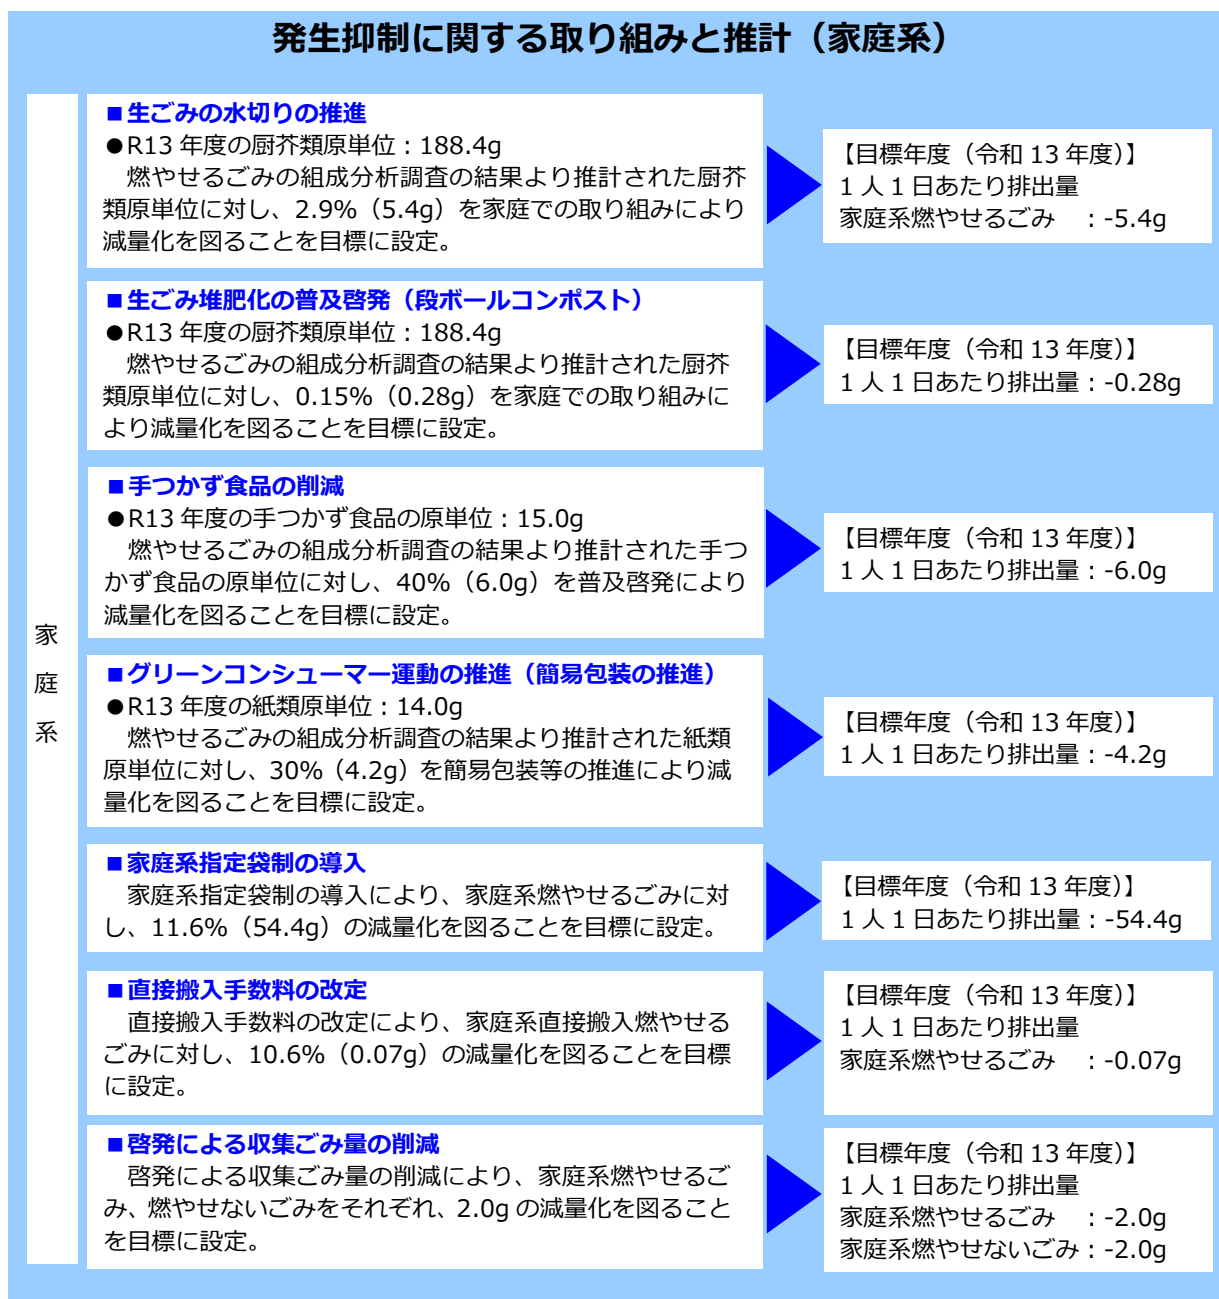 発生抑制に関する取り組みと推計（家庭系）
家
庭
系
■生ごみの水切りの推進
●R13 年度の厨芥類原単位：188.4g
燃やせるごみの組成分析調査の結果より推計された厨芥
類原単位に対し、2.9%（5.4g）を家庭での取り組みにより
減量化を図ることを目標に設定。
【目標年度（令和 13 年度）】
1 人 1 日あたり排出量
家庭系燃やせるごみ ：-5.4g
■生ごみ堆肥化の普及啓発（段ボールコンポスト）
●R13 年度の厨芥類原単位：188.4g
燃やせるごみの組成分析調査の結果より推計された厨芥
類原単位に対し、0.15%（0.28g）を家庭での取り組みに
より減量化を図ることを目標に設定。
【目標年度（令和 13 年度）】
1 人 1 日あたり排出量：-0.28g
■手つかず食品の削減
●R13 年度の手つかず食品の原単位：15.0g
燃やせるごみの組成分析調査の結果より推計された手つ
かず食品の原単位に対し、40%（6.0g）を普及啓発により
減量化を図ることを目標に設定。
【目標年度（令和 13 年度）】
1 人 1 日あたり排出量：-6.0g
■グリーンコンシューマー運動の推進（簡易包装の推進）
●R13 年度の紙類原単位：14.0g
燃やせるごみの組成分析調査の結果より推計された紙類
原単位に対し、30%（4.2g）を簡易包装等の推進により減
量化を図ることを目標に設定。
【目標年度（令和 13 年度）】
1 人 1 日あたり排出量：-4.2g
■家庭系指定袋制の導入
家庭系指定袋制の導入により、家庭系燃やせるごみに対
し、11.6%（54.4g）の減量化を図ることを目標に設定。
【目標年度（令和 13 年度）】
1 人 1 日あたり排出量：-54.4g
■直接搬入手数料の改定
直接搬入手数料の改定により、家庭系直接搬入燃やせる
ごみに対し、10.6%（0.07g）の減量化を図ることを目標
に設定。
【目標年度（令和 13 年度）】
1 人 1 日あたり排出量
家庭系燃やせるごみ ：-0.07g
■啓発による収集ごみ量の削減
啓発による収集ごみ量の削減により、家庭系燃やせるご
み、燃やせないごみをそれぞれ、2.0g の減量化を図ること
を目標に設定。
【目標年度（令和 13 年度）】
1 人 1 日あたり排出量
家庭系燃やせるごみ ：-2.0g
家庭系燃やせないごみ：-2.0g